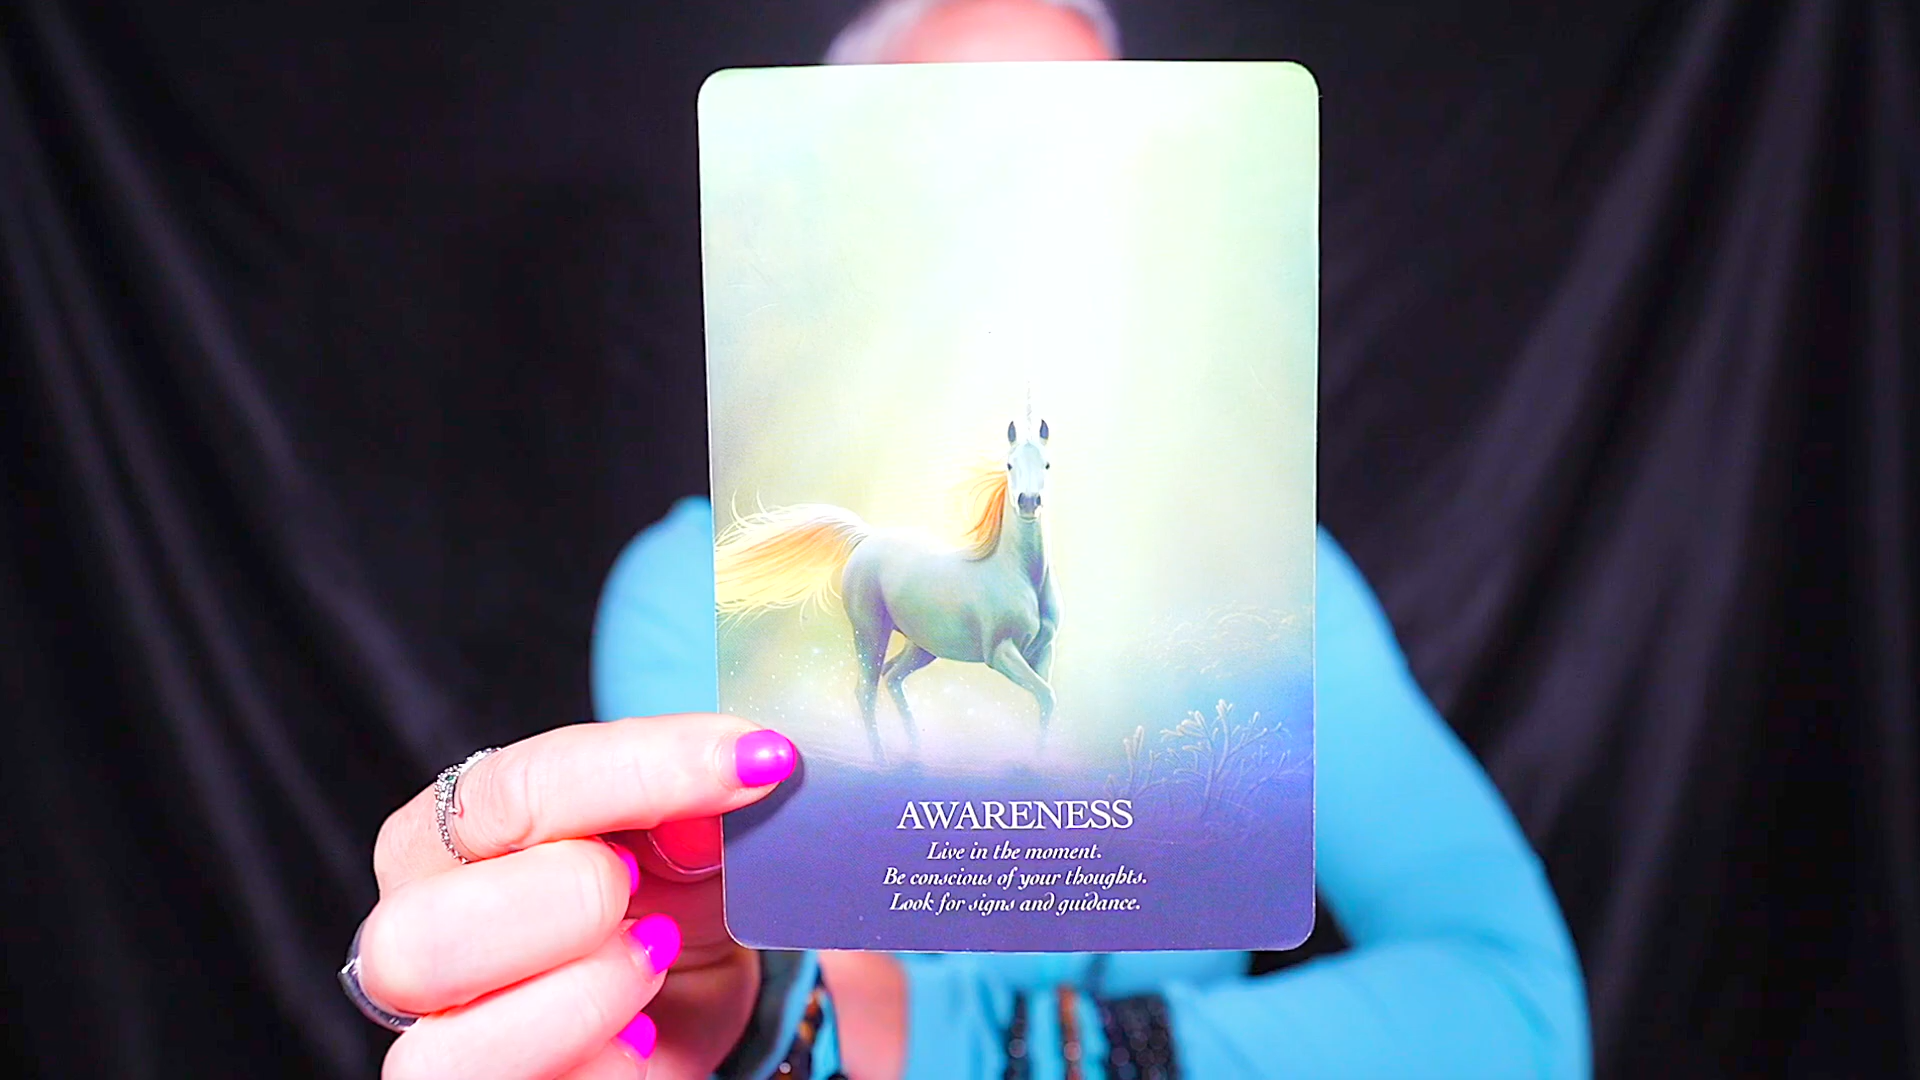 AWARENESS
Live in the moment.
Be conscious of your thoughts.
Look for signs and guidance.